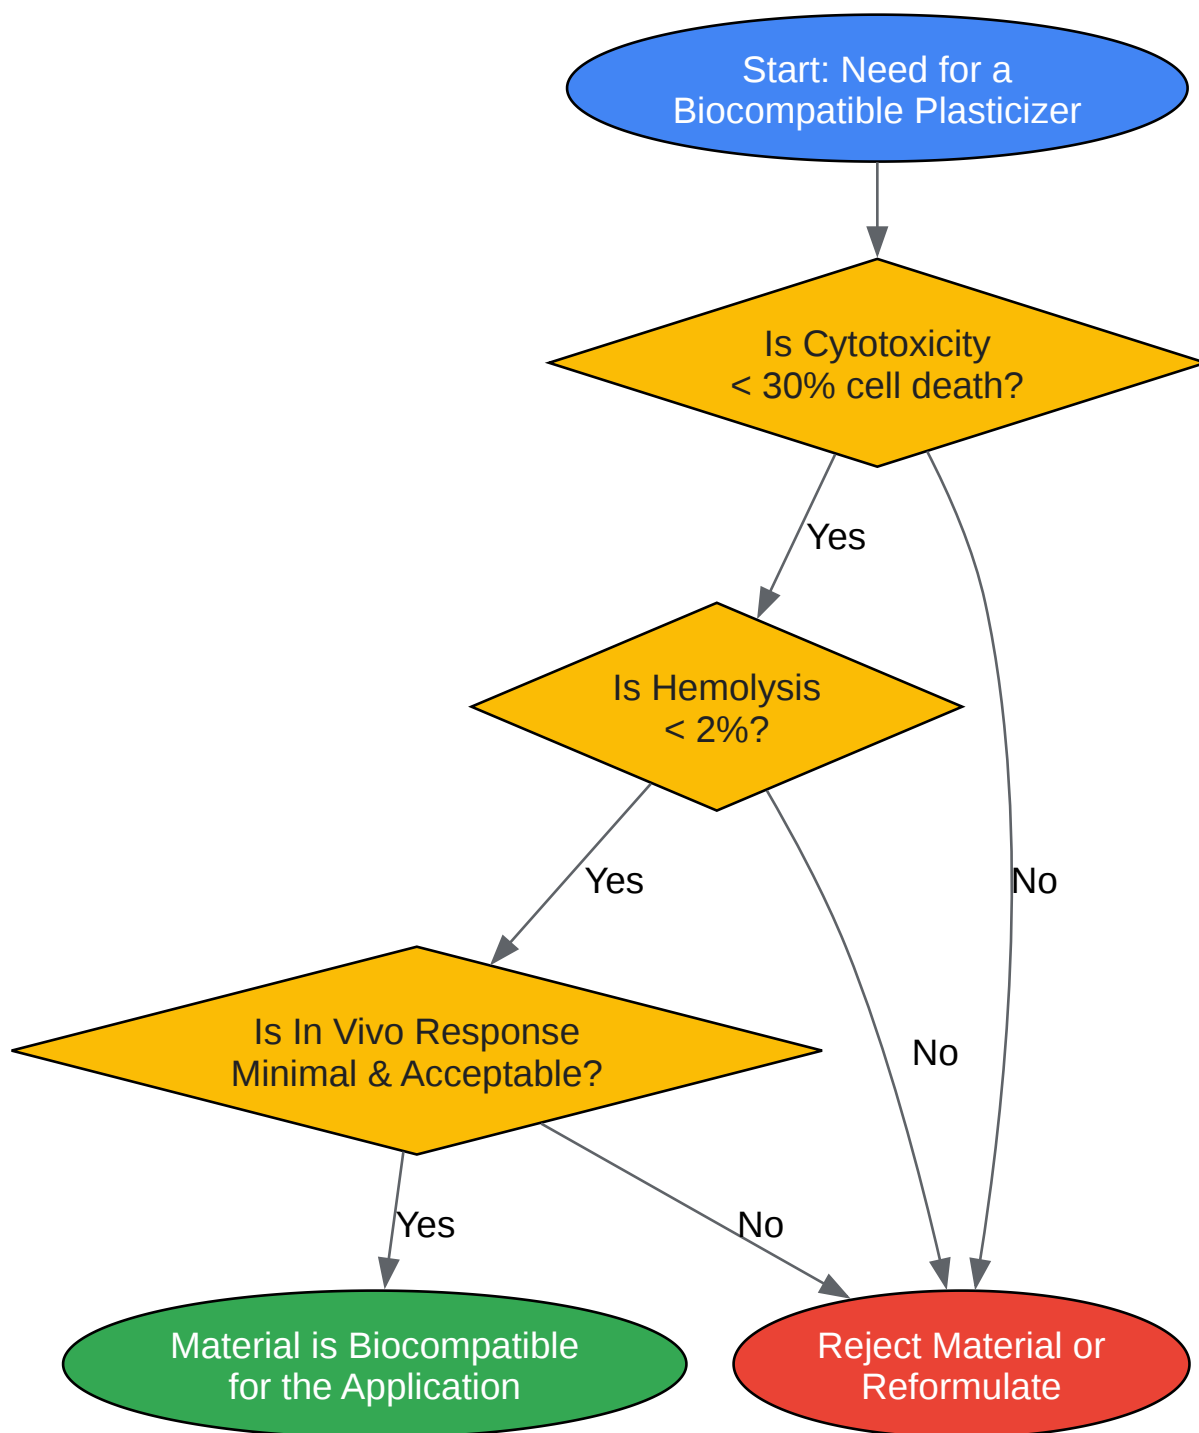 Start: Need for a
Biocompatible Plasticizer
Is Cytotoxicity
< 30% cell death?
Yes
Is Hemolysis
< 2%?
Yes
No
Is In Vivo Response
Minimal & Acceptable?
No
Yes
No
Material is Biocompatible
for the Application
Reject Material or
Reformulate